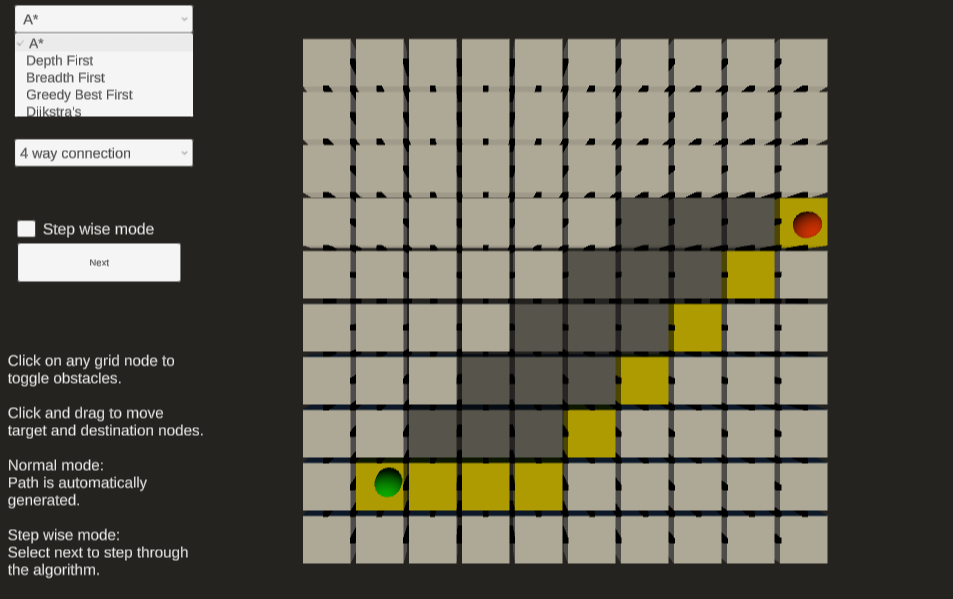 A*
A*
Depth First
Breadth First
Greedy Best First
Dijkstra's
4 way connection
Step wise mode
Next
Click on any grid node to
toggle obstacles.
Click and drag to move
target and destination nodes.
Normal mode:
Path is automatically
generated.
Step wise mode:
Select next to step through
the algorithm.